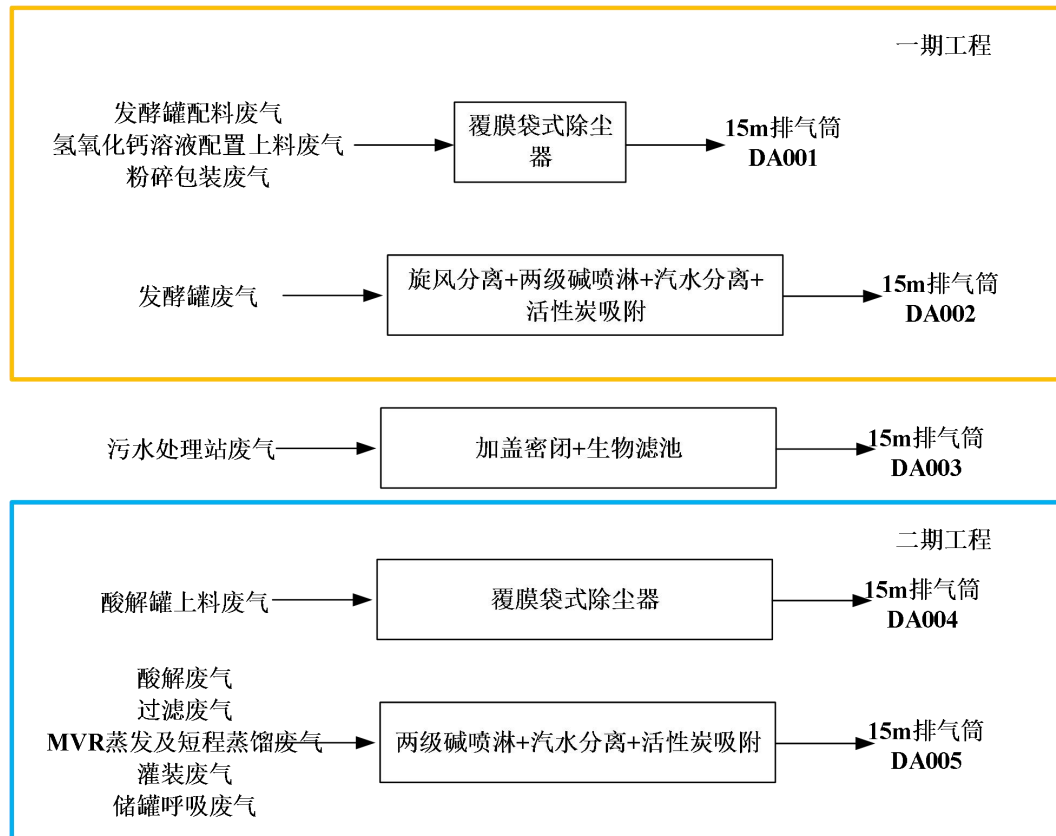 一期工程
发酵罐配料废气
氢氧化钙溶液配置上料废气
粉碎包装废气
覆膜袋式除尘
器
15m排气筒
DA001
发酵罐废气
旋风分离+两级碱喷淋+汽水分离+
活性炭吸附
15m排气筒
DA002
污水处理站废气
加盖密闭+生物滤池
15m排气筒
DA003
二期工程
酸解罐上料废气
覆膜袋式除尘器
15m排气筒
DA004
酸解废气
过滤废气
MVR蒸发及短程蒸馏废气
灌装废气
储罐呼吸废气
两级碱喷淋+汽水分离+活性炭吸附
15m排气筒
DA005